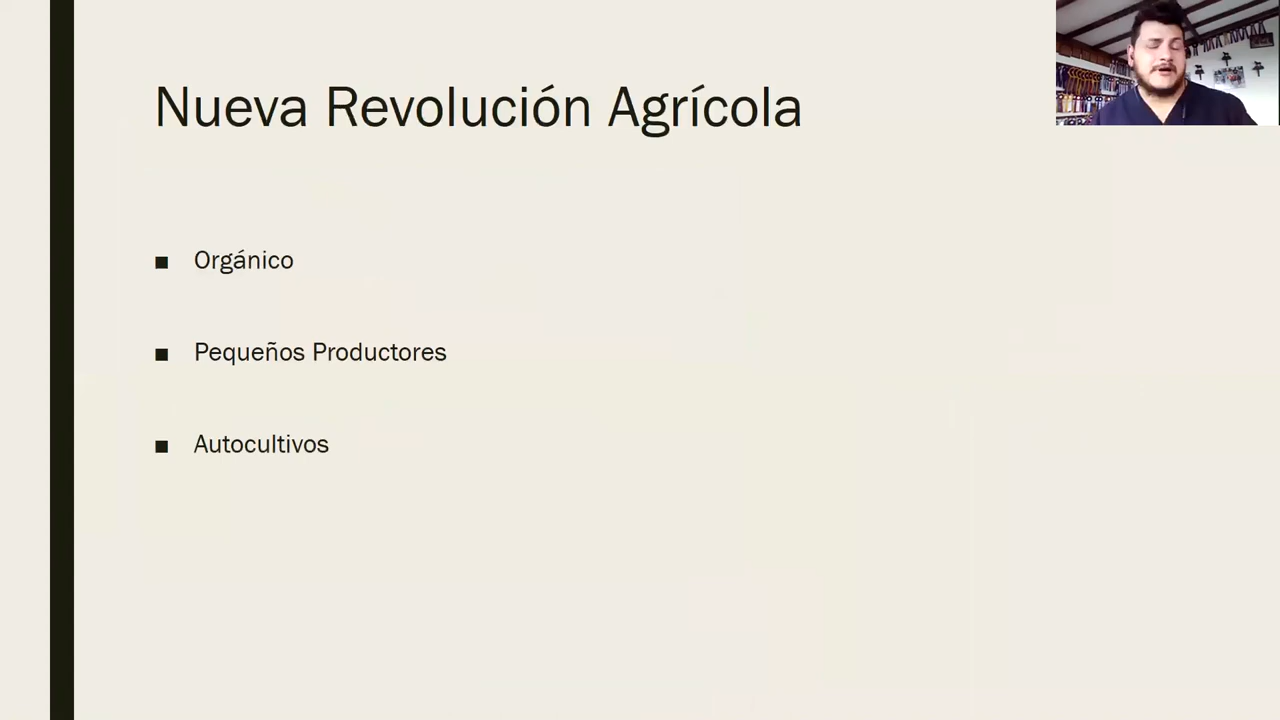 Nueva Revolución Agrícola
Orgánico
Pequeños Productores
Autocultivos